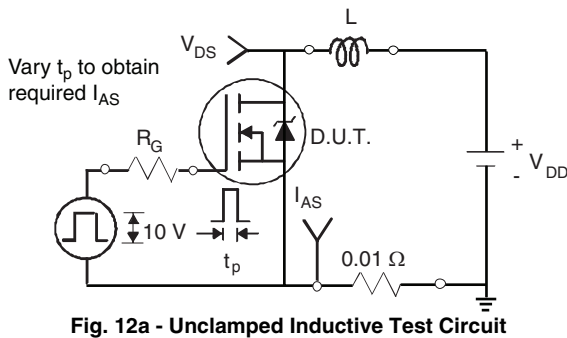 L
V_DS
Vary t_p to obtain
required I_AS
R_G
D.U.T.
+
V_DD
-
I_AS
10 V
t_p
0.01 Ω
Fig. 12a - Unclamped Inductive Test Circuit